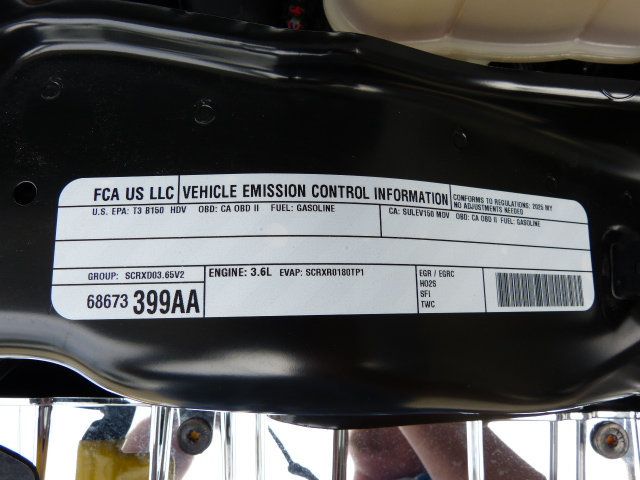 FCA US LLC VEHICLE EMISSION CONTROL INFORMATION CONFORMS TO REGULATIONS: 2025 MY
NO ADJUSTMENTS NEEDED
U.S. EPA: T3 B150 HDV OBD: CA OBD II FUEL: GASOLINE CA: SULEV150 MDV OBD: CA OBD II FUEL: GASOLINE
GROUP: SCRXD03.65V2 ENGINE: 3.6L EVAP: SCRXR0180TP1 EGR / EGRC
HO2S
SFI
TWC
68673 399AA